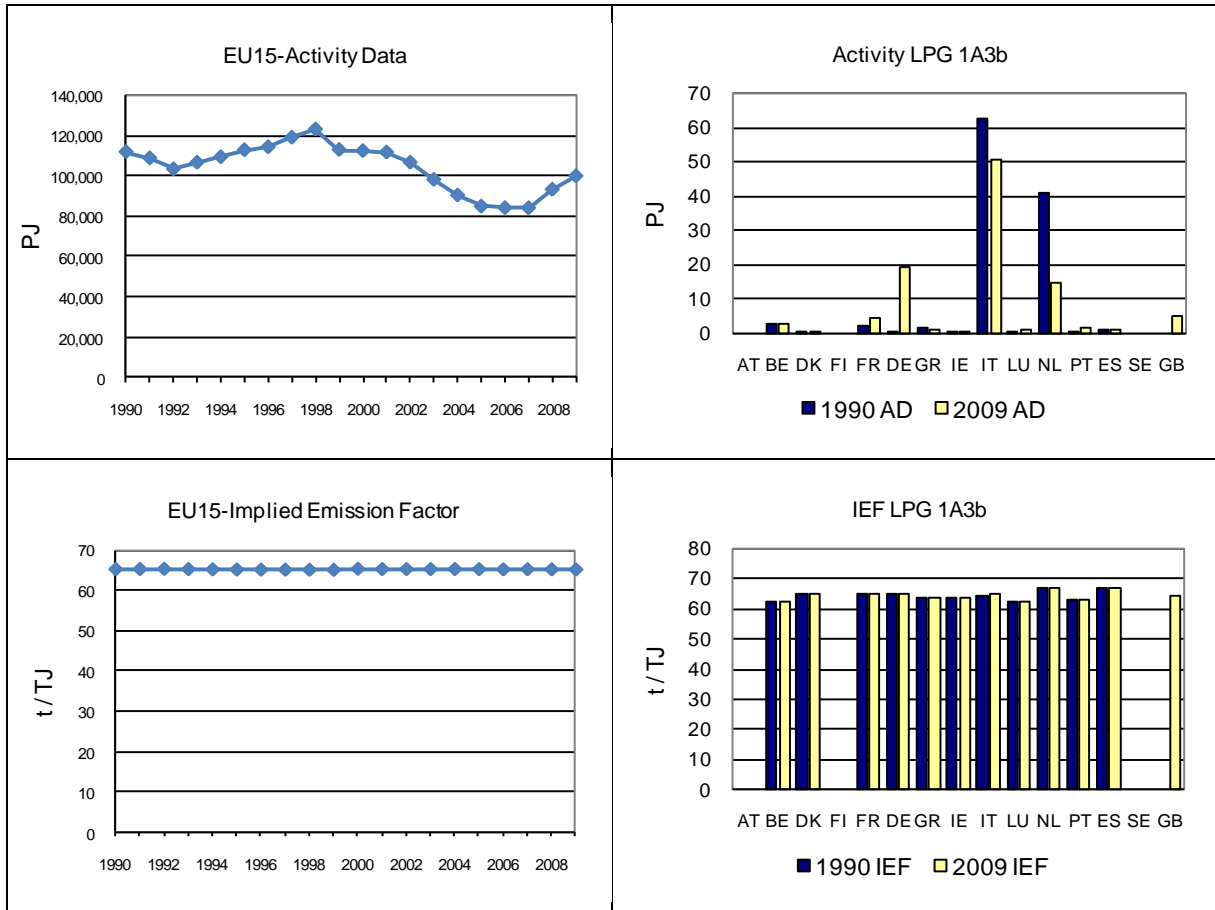 EU15-Activity Data
140,000
120,000
100,000
80,000
60,000
40,000
20,000
0
PJ
1990 1992 1994 1996 1998 2000 2002 2004 2006 2008
Activity LPG 1A3b
70
60
50
40
30
20
10
0
PJ
AT BE DK FI FR DE GR IE IT LU NL PT ES SE GB
1990 AD 2009 AD
EU15-Implied Emission Factor
70
60
50
40
30
20
10
0
t / TJ
1990 1992 1994 1996 1998 2000 2002 2004 2006 2008
IEF LPG 1A3b
80
70
60
50
40
30
20
10
0
t / TJ
AT BE DK FI FR DE GR IE IT LU NL PT ES SE GB
1990 IEF 2009 IEF